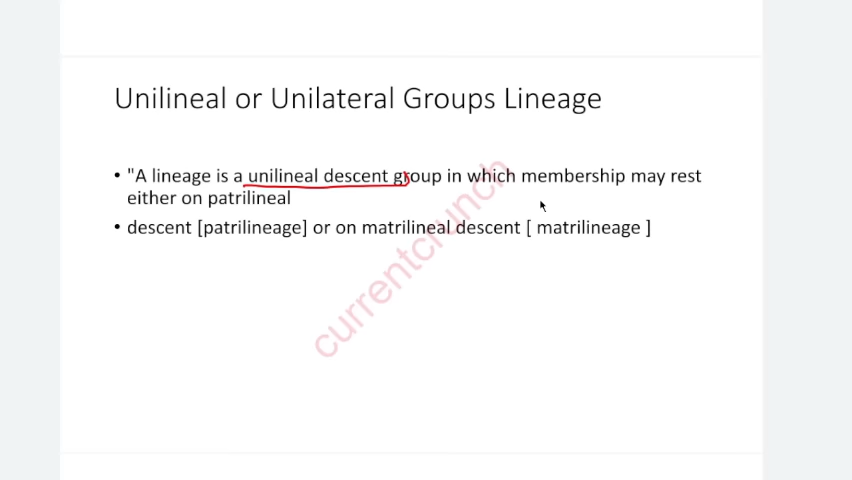 Unilineal or Unilateral Groups Lineage
• "A lineage is a unilineal descent group in which membership may rest
either on patrilineal
• descent [patrilineage] or on matrilineal descent [ matrilineage ]
currentcrunch